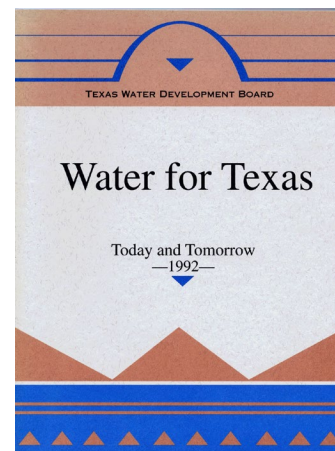 TEXAS WATER DEVELOPMENT BOARD
Water for Texas
Today and Tomorrow
—1992—